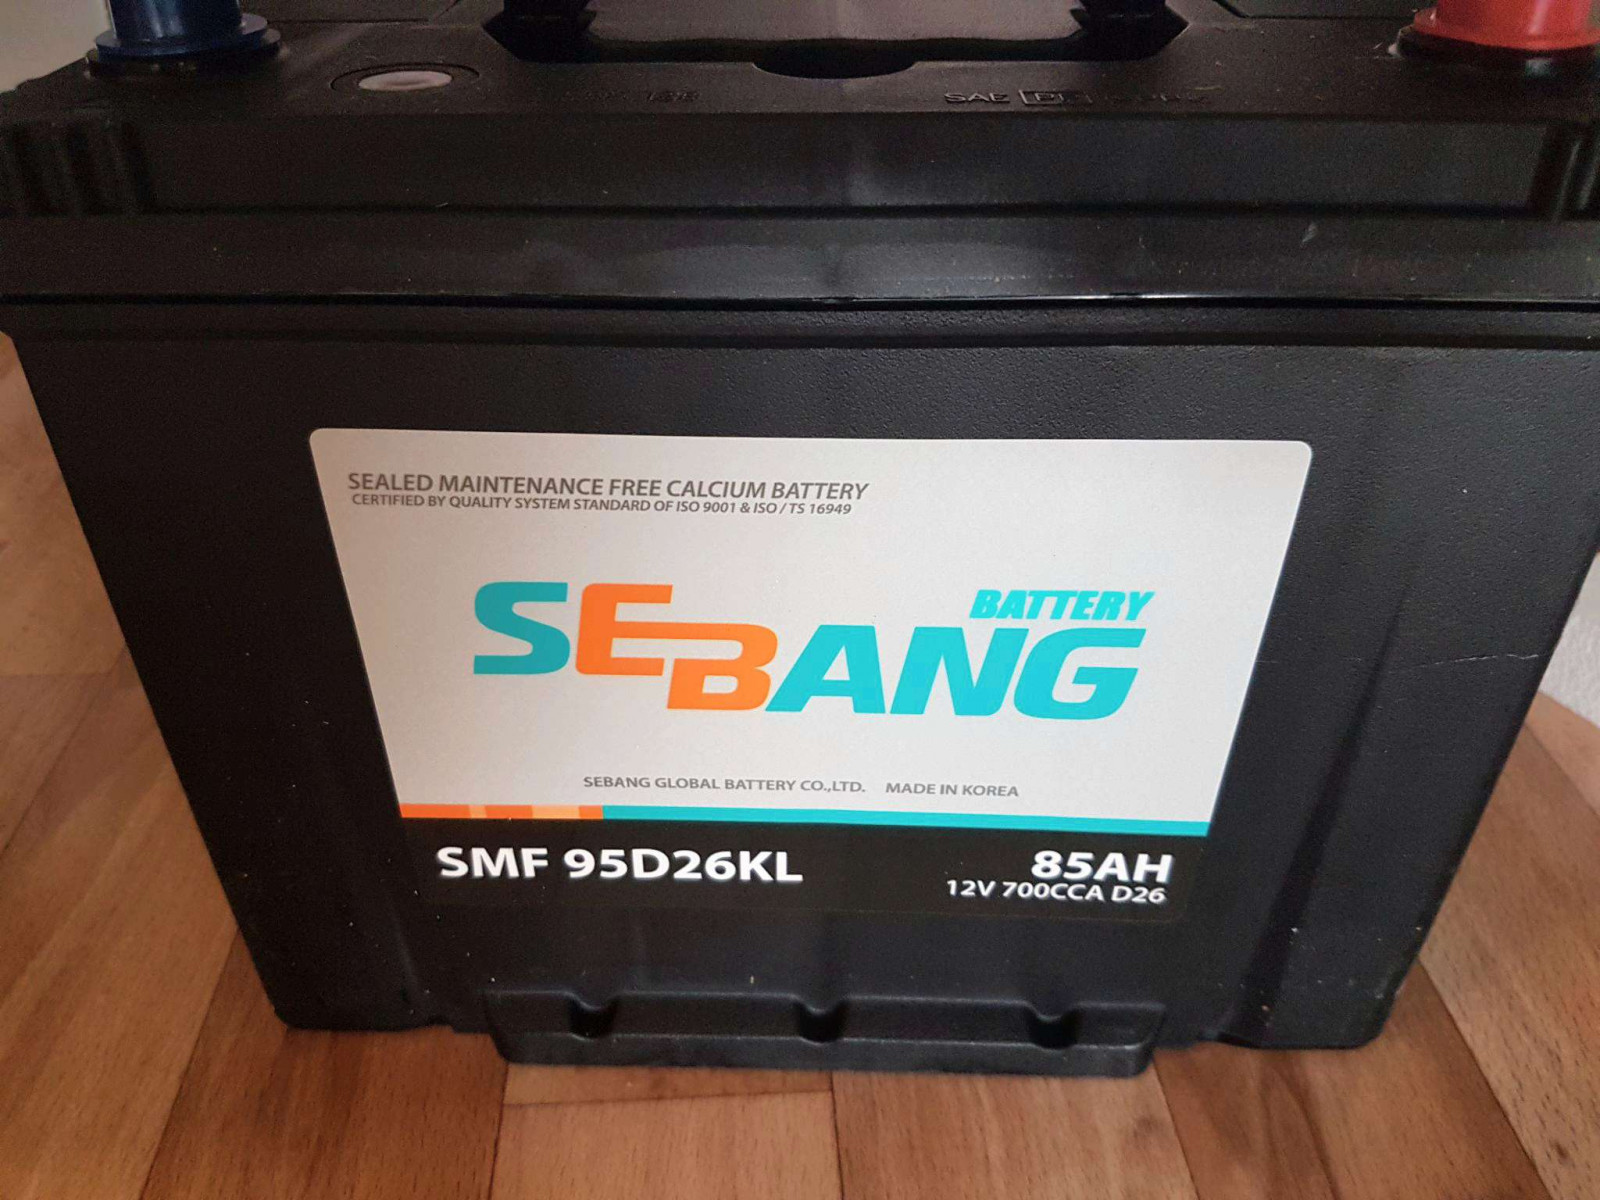 SAE
SEALED MAINTENANCE FREE CALCIUM BATTERY
CERTIFIED BY QUALITY SYSTEM STANDARD OF ISO 9001 & ISO / TS 16949
BATTERY
SEBANG
SEBANG GLOBAL BATTERY CO.,LTD. MADE IN KOREA
SMF 95D26KL
85AH
12V 700CCA D26